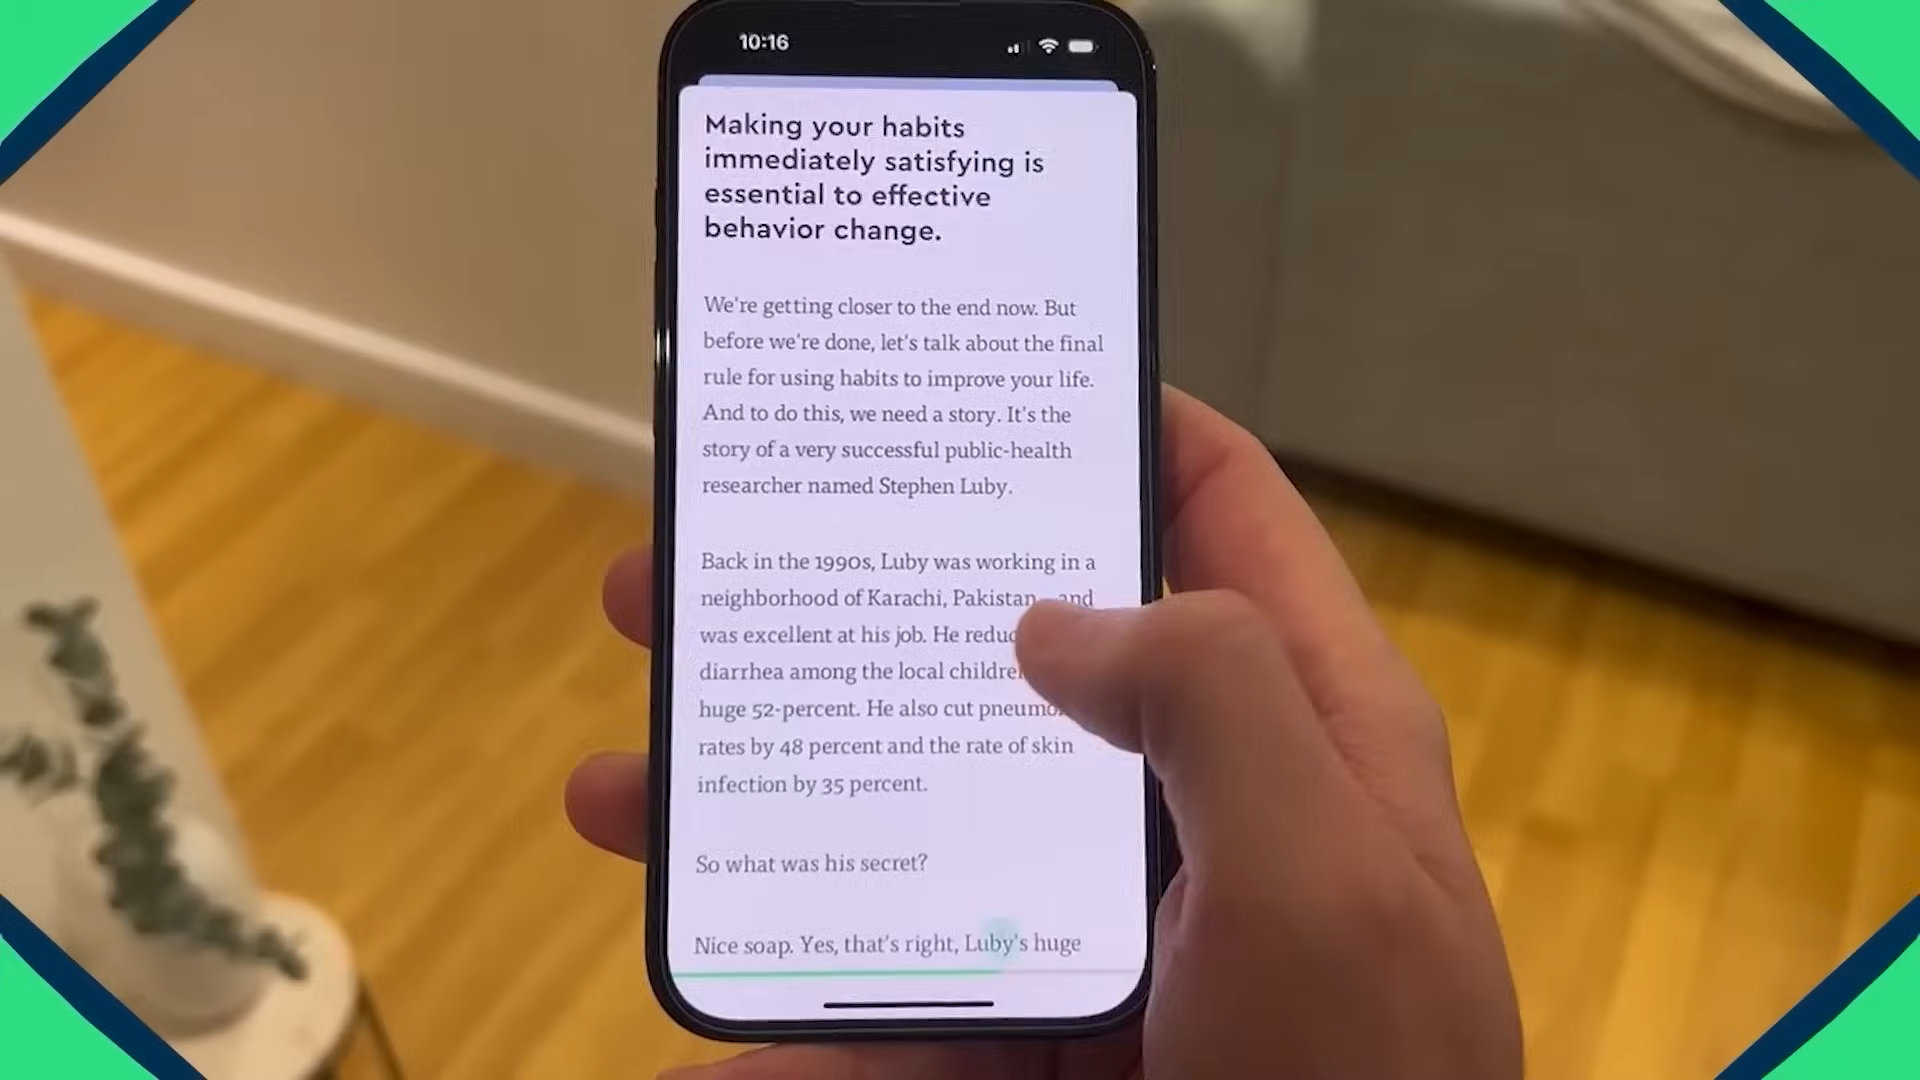 10:16
Making your habits
immediately satisfying is
essential to effective
behavior change.
We're getting closer to the end now. But
before we're done, let's talk about the final
rule for using habits to improve your life.
And to do this, we need a story. It's the
story of a very successful public-health
researcher named Stephen Luby.
Back in the 1990s, Luby was working in a
neighborhood of Karachi, Pakistan and
was excellent at his job. He
diarrhea among the local
huge 52-percent. He also cut
rates by 48 percent and the rate of skin
infection by 35 percent.
So what was his secret?
Nice soap. Yes, that's right, Luby's huge